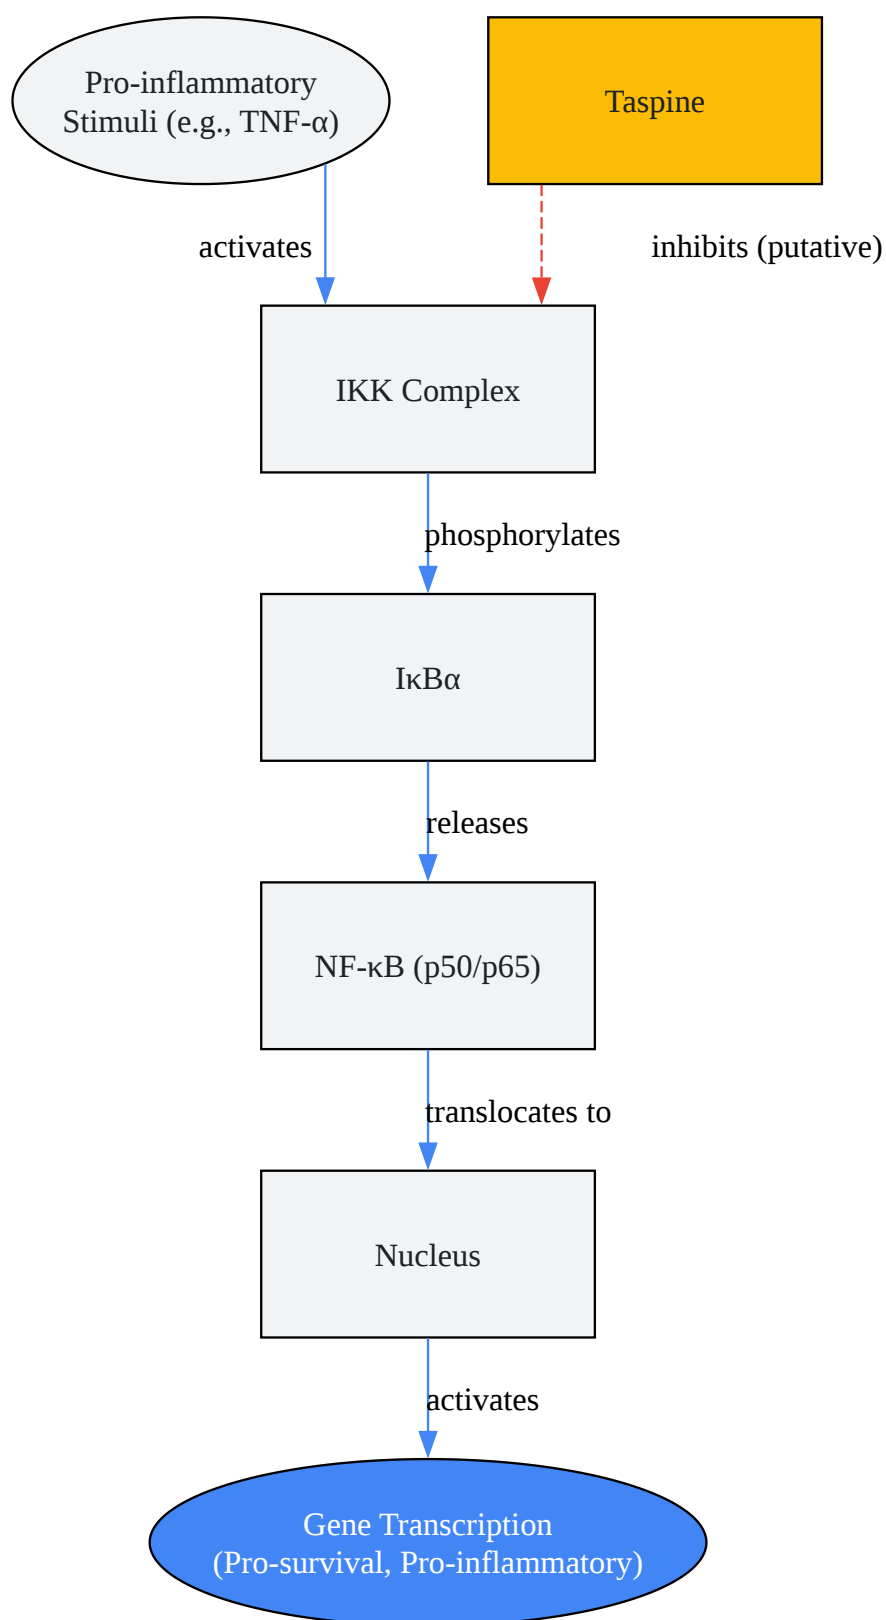 Pro-inflammatory
Stimuli (e.g., TNF-α)
Taspine
activates
inhibits (putative)
IKK Complex
phosphorylates
IκBα
releases
NF-κB (p50/p65)
translocates to
Nucleus
activates
Gene Transcription
(Pro-survival, Pro-inflammatory)